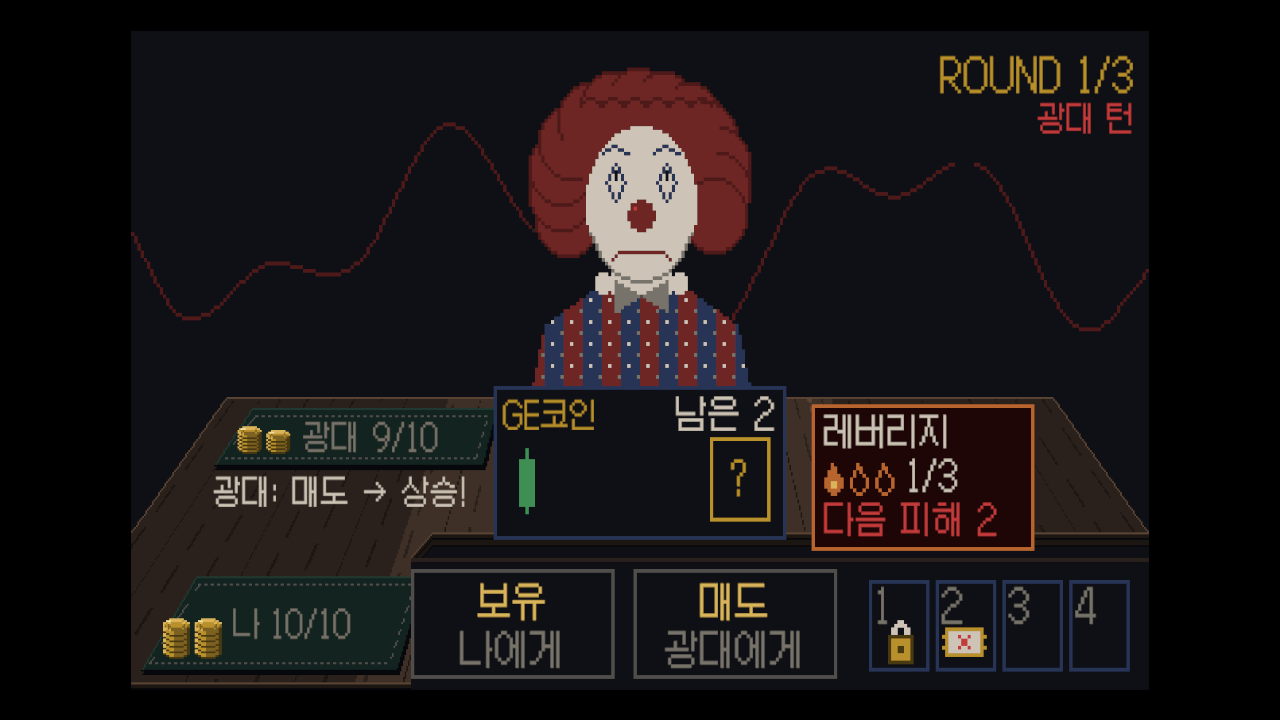 ROUND 1/3
광대 턴
GE코인
남은 2
?
레버리지
1/3
다음 피해 2
광대 9/10
광대: 매도 → 상승!
나 10/10
보유
나에게
매도
광대에게
1
2
3
4